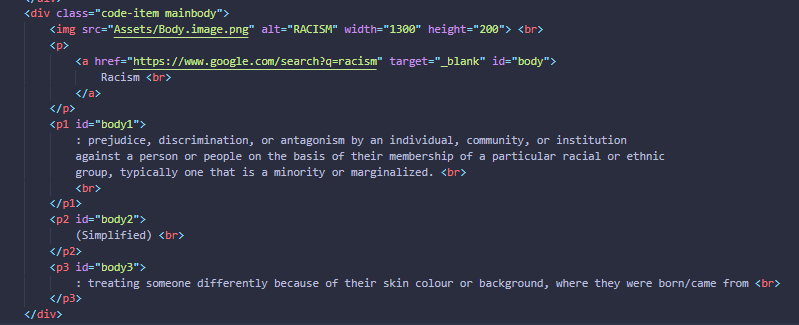 </div>
<div class="code-item mainbody">
<img src="Assets/Body.image.png" alt="RACISM" width="1300" height="200"> <br>
<p>
<a href="https://www.google.com/search?q=racism" target="_blank" id="body">
Racism <br>
</a>
</p>
<p1 id="body1">
: prejudice, discrimination, or antagonism by an individual, community, or institution
against a person or people on the basis of their membership of a particular racial or ethnic
group, typically one that is a minority or marginalized. <br>
<br>
</p1>
<p2 id="body2">
(Simplified) <br>
</p2>
<p3 id="body3">
: treating someone differently because of their skin colour or background, where they were born/came from <br>
</p3>
</div>